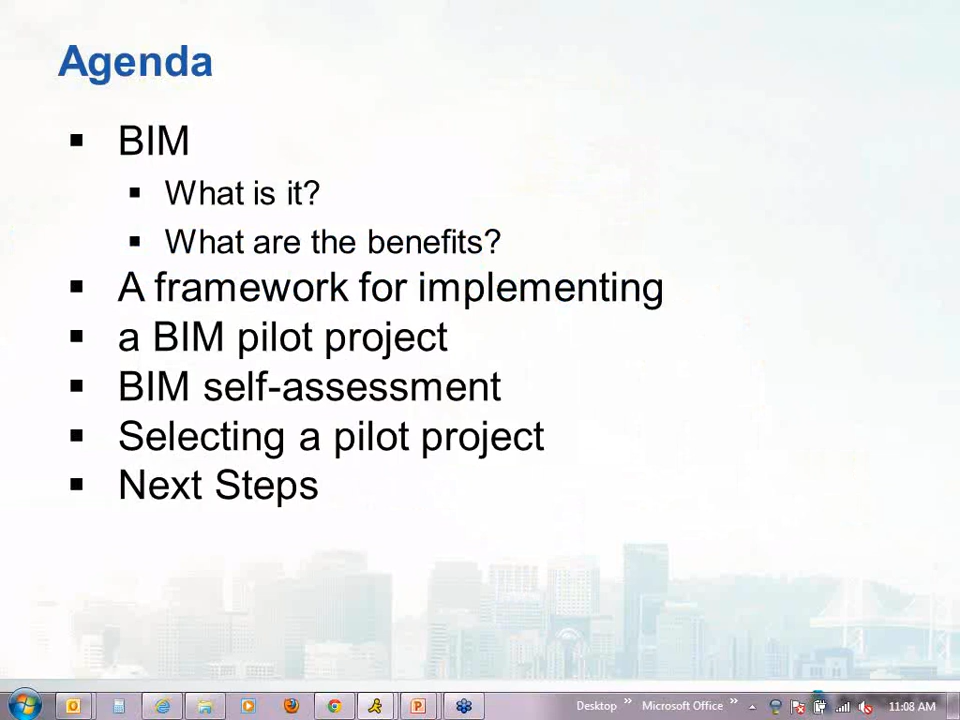 Agenda
▪ BIM
▪ What is it?
▪ What are the benefits?
▪ A framework for implementing
▪ a BIM pilot project
▪ BIM self-assessment
▪ Selecting a pilot project
▪ Next Steps
Desktop » Microsoft Office » 11:08 AM